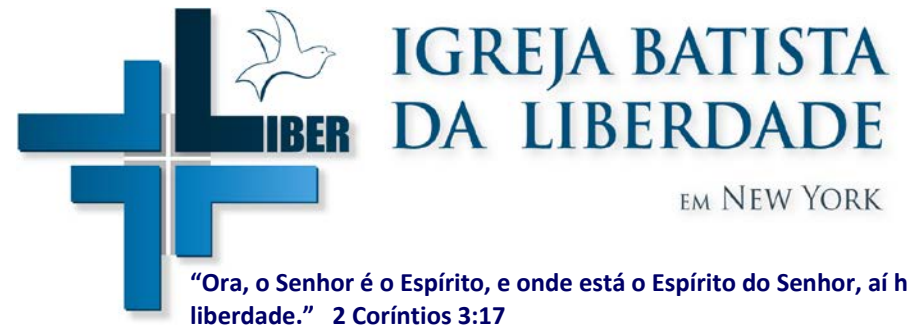 IGREJA BATISTA
DA LIBERDADE
LIBER
EM NEW YORK
“Ora, o Senhor é o Espírito, e onde está o Espírito do Senhor, aí h
liberdade.” 2 Coríntios 3:17